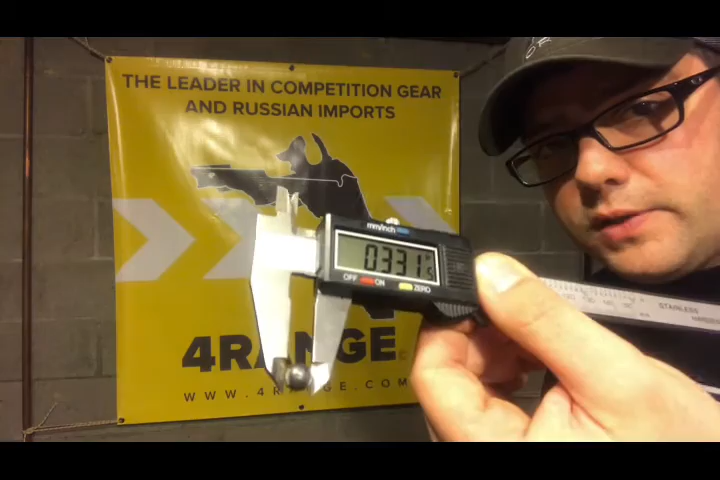 THE LEADER IN COMPETITION GEAR
AND RUSSIAN IMPORTS
mm/inch
0.331
OFF ON ZERO
STAINLESS
4RANGE
WWW.4RANGE.COM